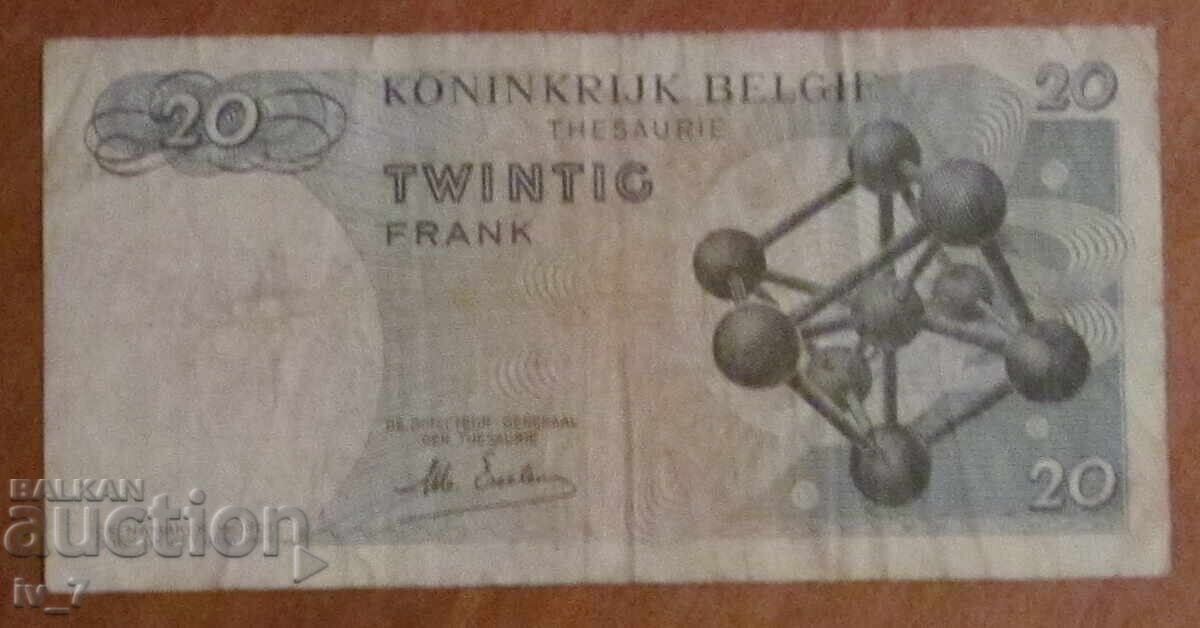 20
KONINKRIJK BELGIE
20
THESAURIE
TWINTIG
FRANK
DE DIRECTEUR GENERAAL
DER THESAURIE
20
BALKAN
auction
iv_7